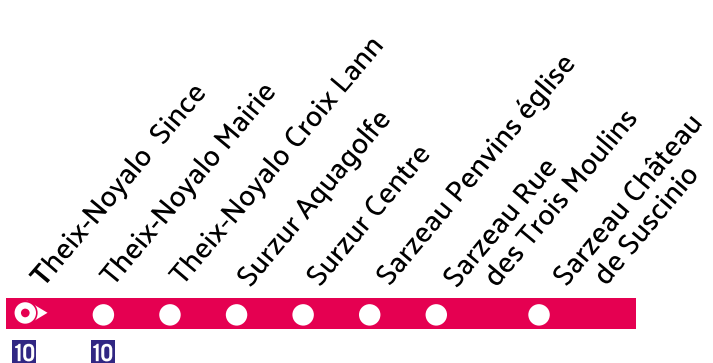 Theix-Noyalo Since
Theix-Noyalo Mairie
Theix-Noyalo Croix Lann
Surzur Aquagolfe
Surzur Centre
Sarzeau Penvins église
Sarzeau Rue
des Trois Moulins
Sarzeau Château
de Suscinio
10
10